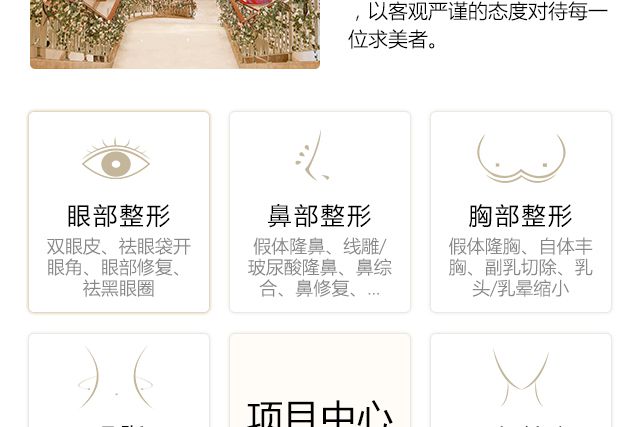 ，以客观严谨的态度对待每一
位求美者。
眼部整形
双眼皮、祛眼袋开
眼角、眼部修复、
祛黑眼圈
鼻部整形
假体隆鼻、线雕/
玻尿酸隆鼻、鼻综
合、鼻修复、...
胸部整形
假体隆胸、自体丰
胸、副乳切除、乳
头/乳晕缩小
项目中心